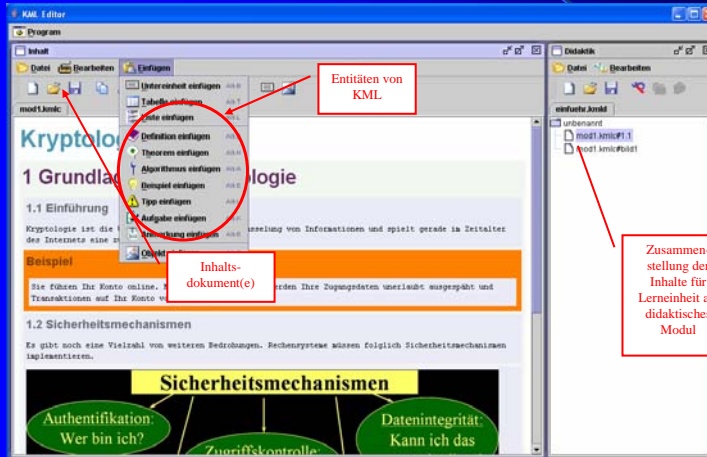 KML Editor
Program
Inhalt
Datei Bearbeiten Einfügen
mod1.kmlc
Untereinheit einfügen
Tabelle einfügen
Liste einfügen
Definition einfügen
Theorem einfügen
Algorithmus einfügen
Beispiel einfügen
Tipp einfügen
Aufgabe einfügen
Anmerkung einfügen
Entitäten von
KML
Inhalts-
dokument(e)
Kryptolo
1 Grundla logie
1.1 Einführung
Kryptologie ist die sselung von Informationen und spielt gerade im Zeitalter
des Internets eine
Beispiel
Sie führen Ihr Konto online. erden Ihre Zugangsdaten unerlaubt ausgespäht und
Transaktionen auf Ihr Konto
1.2 Sicherheitsmechanismen
Es gibt noch eine Vielzahl von weiteren Bedrohungen. Rechensysteme müssen folglich Sicherheitsmechanismen
implementieren.
Sicherheitsmechanismen
Authentifikation:
Wer bin ich?
Zugriffskontrolle:
Datenintegrität:
Kann ich das
Didaktik
Datei Bearbeiten
einfuehr.kmld
unbenannt
mod1.kmlc#1.1
mod1.kmlc#bild1
Zusammen-
stellung der
Inhalte für
Lerneinheit a
didaktische
Modul